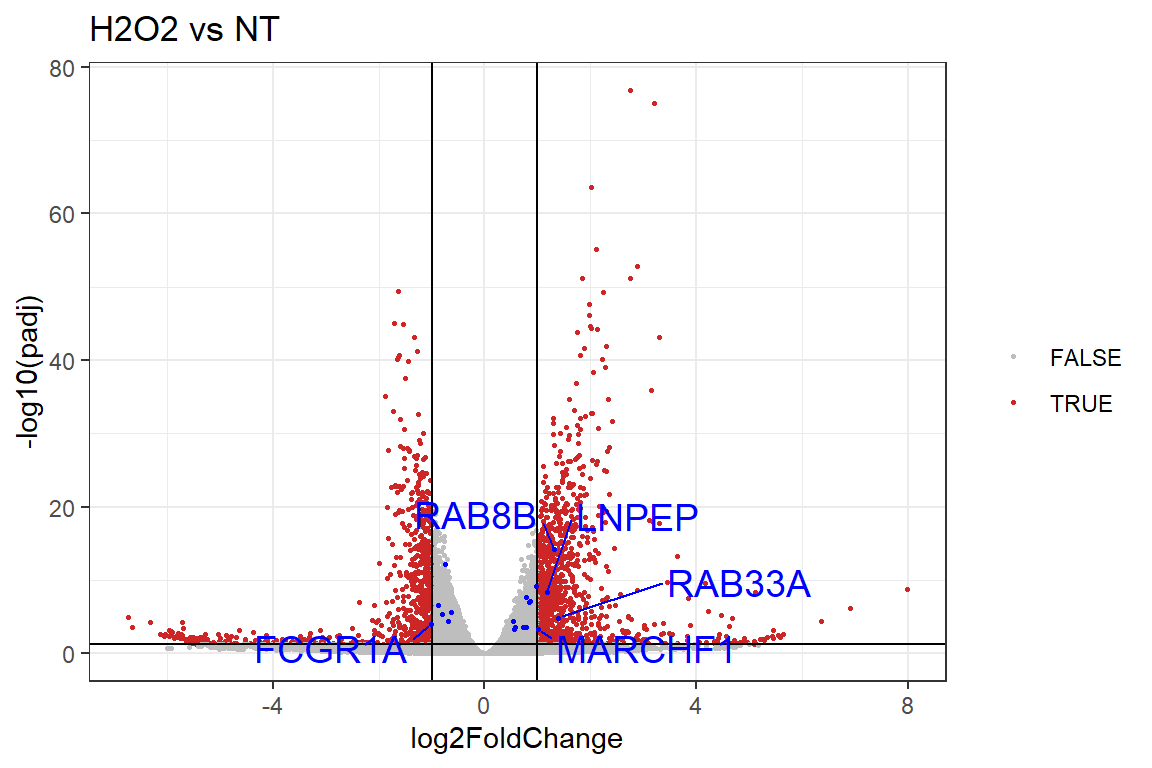 H2O2 vs NT
80
60
40
20
0
-log10(padj)
RAB8B
LNPEP
RAB33A
FCGR1A
MARCHF1
-4
0
4
8
log2FoldChange
FALSE
TRUE